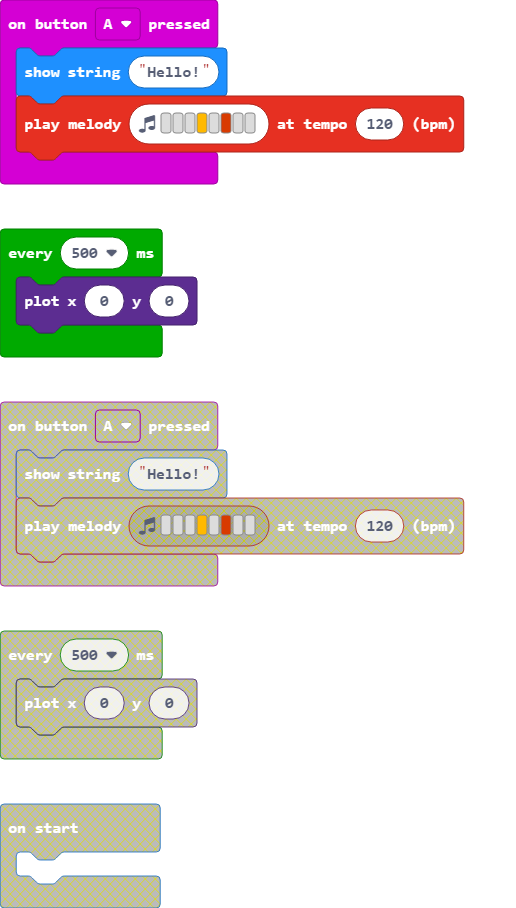 on button A pressed
show string "Hello!"
play melody at tempo 120 (bpm)
every 500 ms
plot x 0 y 0
on button A pressed
show string "Hello!"
play melody at tempo 120 (bpm)
every 500 ms
plot x 0 y 0
on start